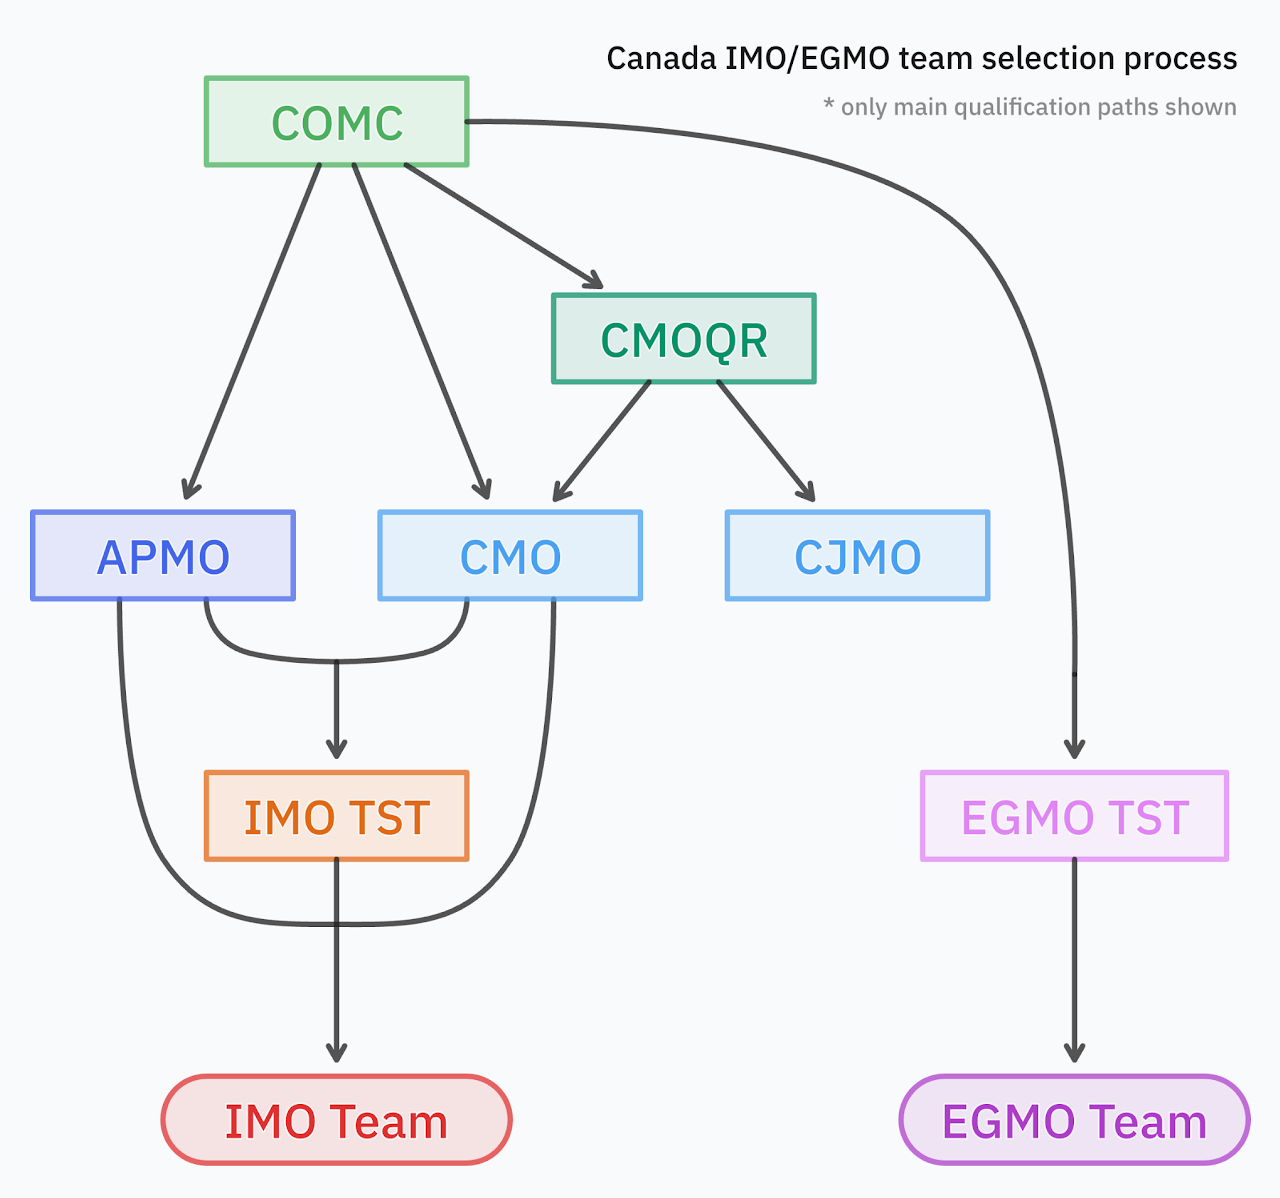 Canada IMO/EGMO team selection process
* only main qualification paths shown
COMC
CMOQR
APMO
CMO
CJMO
IMO TST
EGMO TST
IMO Team
EGMO Team